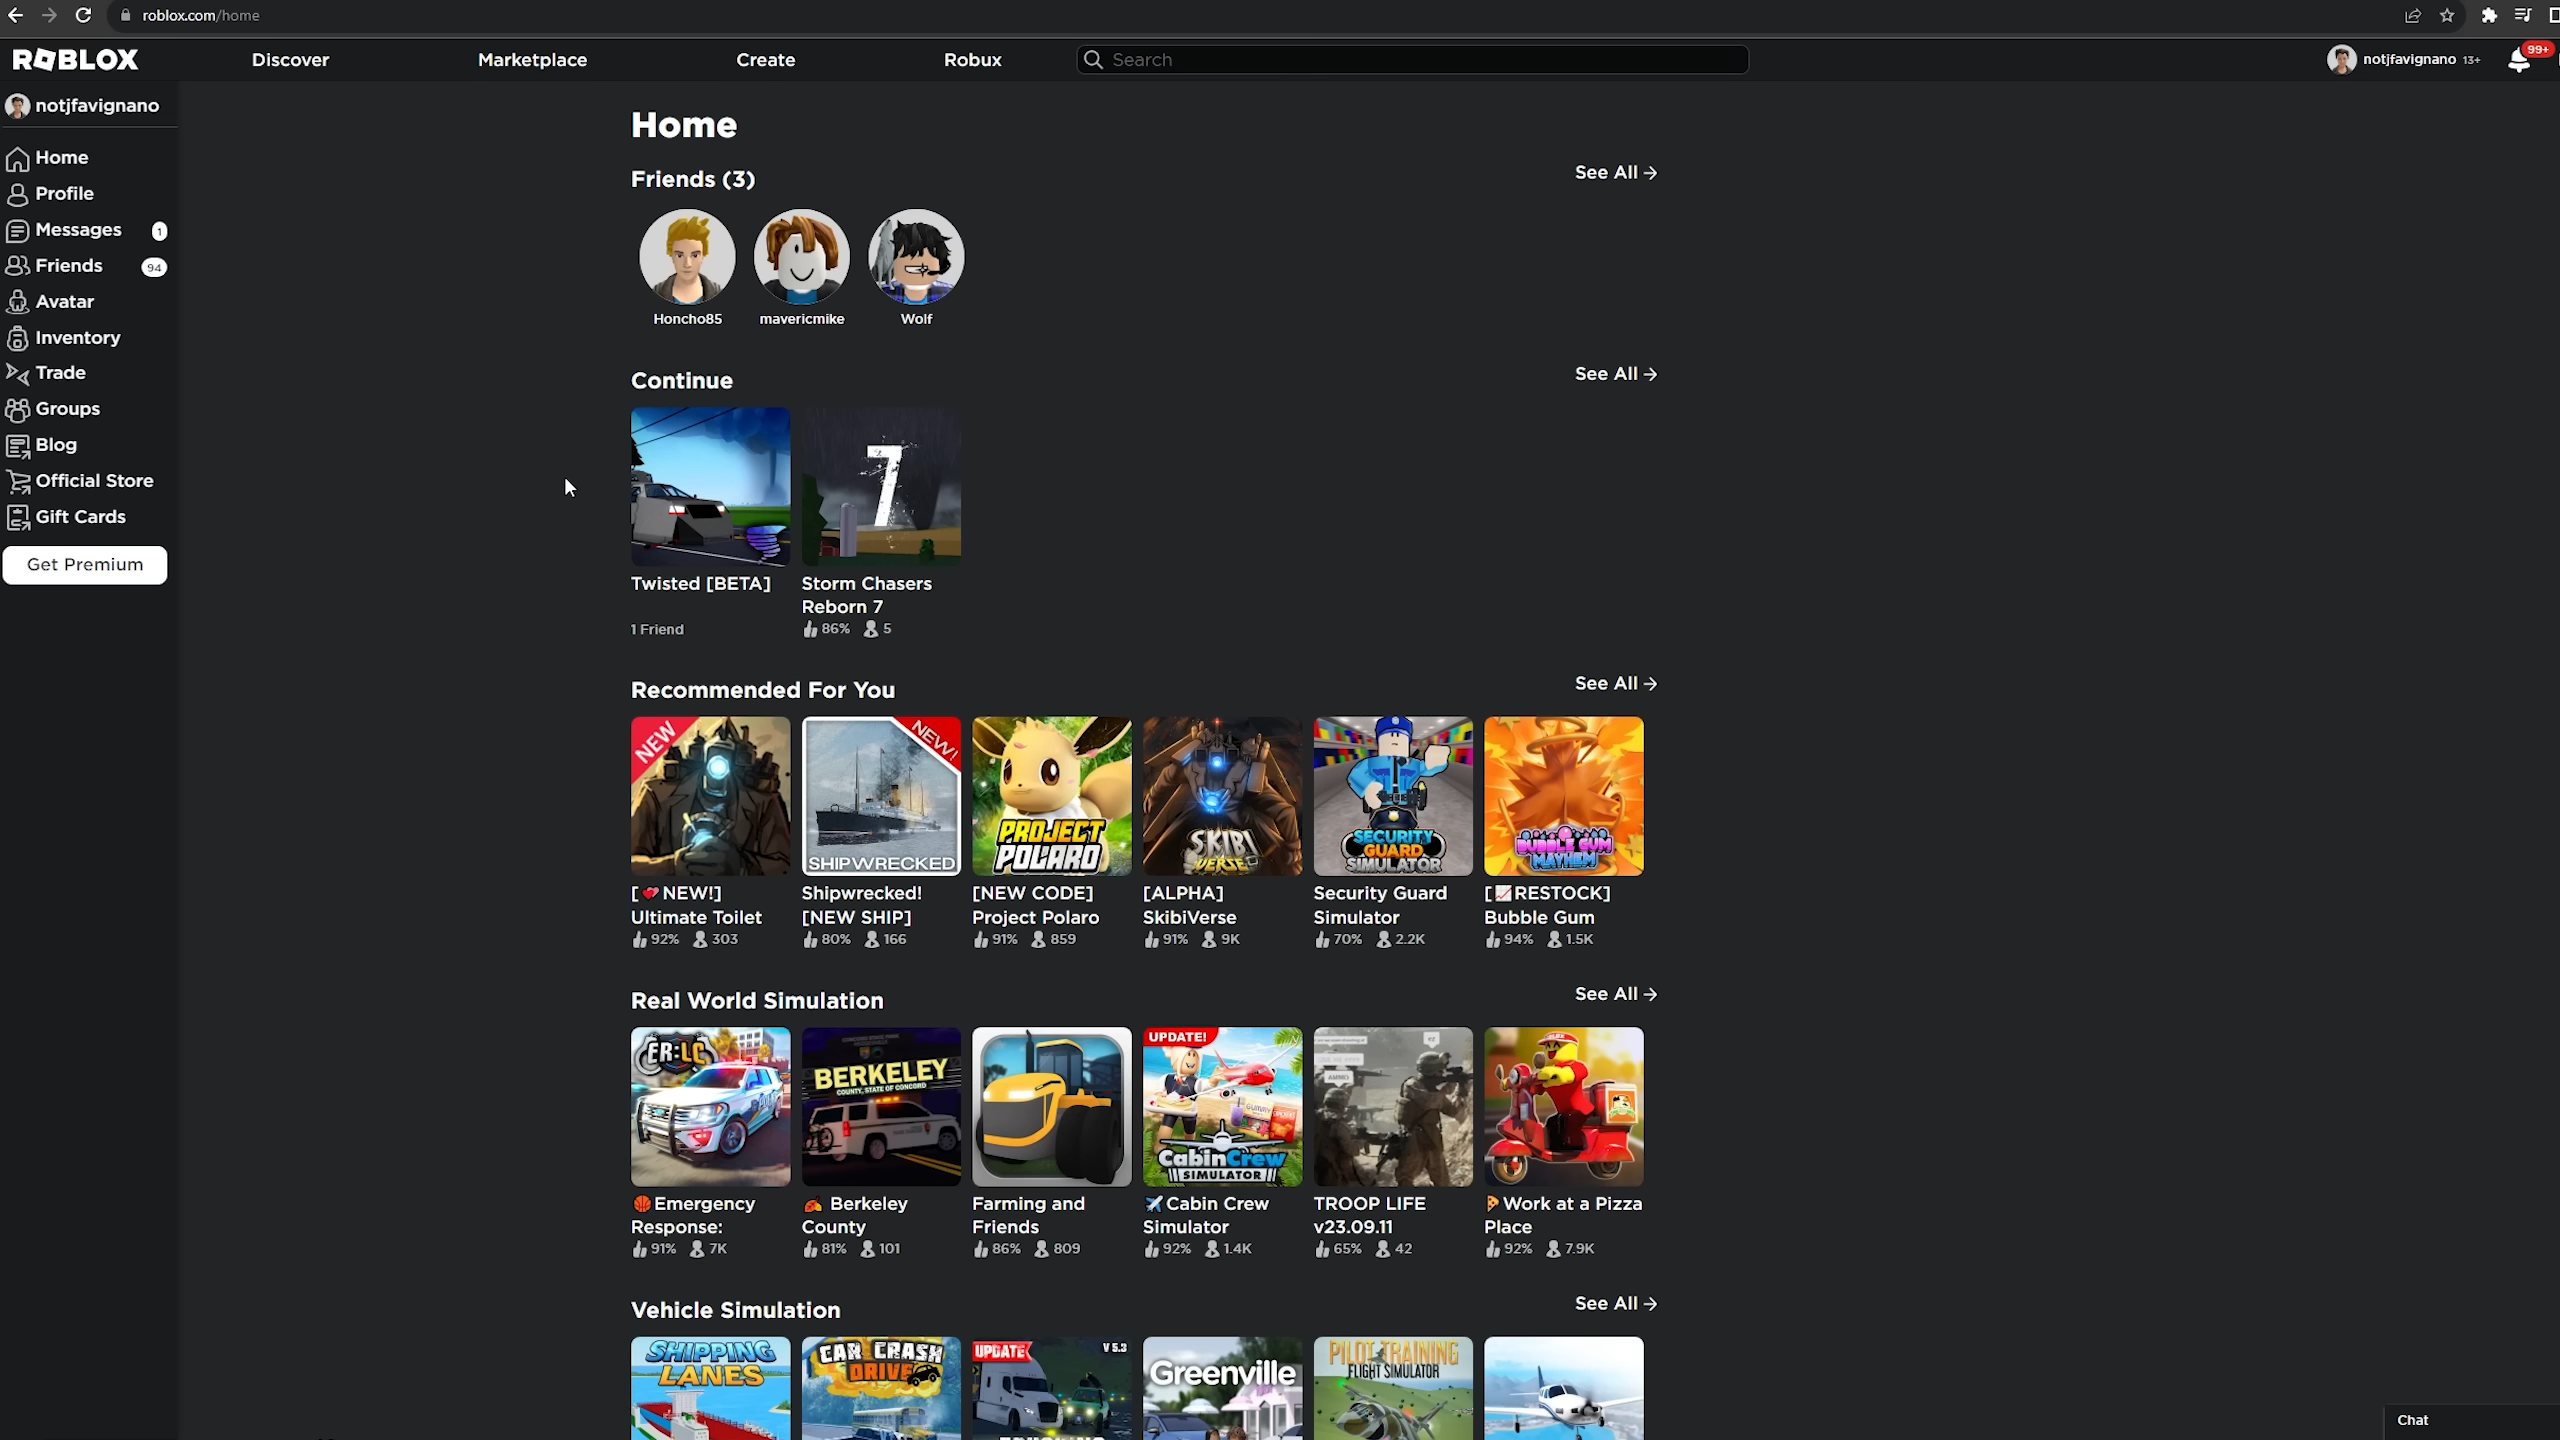 roblox.com/home
ROBLOX
Discover
Marketplace
Create
Robux
Search
notjfavignano 13+
99+
notjfavignano
Home
Profile
Messages 1
Friends 94
Avatar
Inventory
Trade
Groups
Blog
Official Store
Gift Cards
Get Premium
Home
Friends (3)
See All →
Honcho85
mavericmike
Wolf
Continue
See All →
7
Twisted [BETA]
1 Friend
Storm Chasers
Reborn 7
86% 5
Recommended For You
See All →
NEW
NEW!
SHIPWRECKED
PROJECT
POLARO
SKIBI
VERSE
SECURITY
GUARD
SIMULATOR
BUBBLE GUM
MAYHEM
[💓NEW!]
Ultimate Toilet
92% 303
Shipwrecked!
[NEW SHIP]
80% 166
[NEW CODE]
Project Polaro
91% 859
[ALPHA]
SkibiVerse
91% 9K
Security Guard
Simulator
70% 2.2K
[📈RESTOCK]
Bubble Gum
94% 1.5K
Real World Simulation
See All →
ER:LC
BERKELEY
COUNTY, STATE OF CONCORD
UPDATE!
CabinCrew
SIMULATOR
AMMO
🏀Emergency
Response:
91% 7K
🍂 Berkeley
County
81% 101
Farming and
Friends
86% 809
✈️Cabin Crew
Simulator
92% 1.4K
TROOP LIFE
v23.09.11
65% 42
🍕Work at a Pizza
Place
92% 7.9K
Vehicle Simulation
See All →
SHIPPING
LANES
CAR CRASH
DRIVE
UPDATE
V 5.3
Greenville
PILOT TRAINING
FLIGHT SIMULATOR
Chat